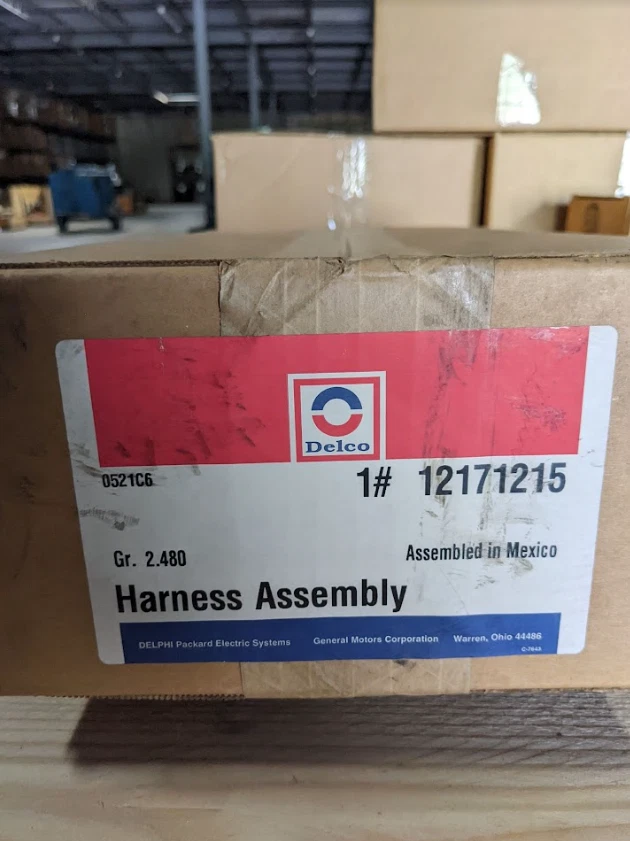 Delco
0521C6
1# 12171215
Gr. 2.480
Assembled in Mexico
Harness Assembly
DELPHI Packard Electric Systems General Motors Corporation Warren, Ohio 44486